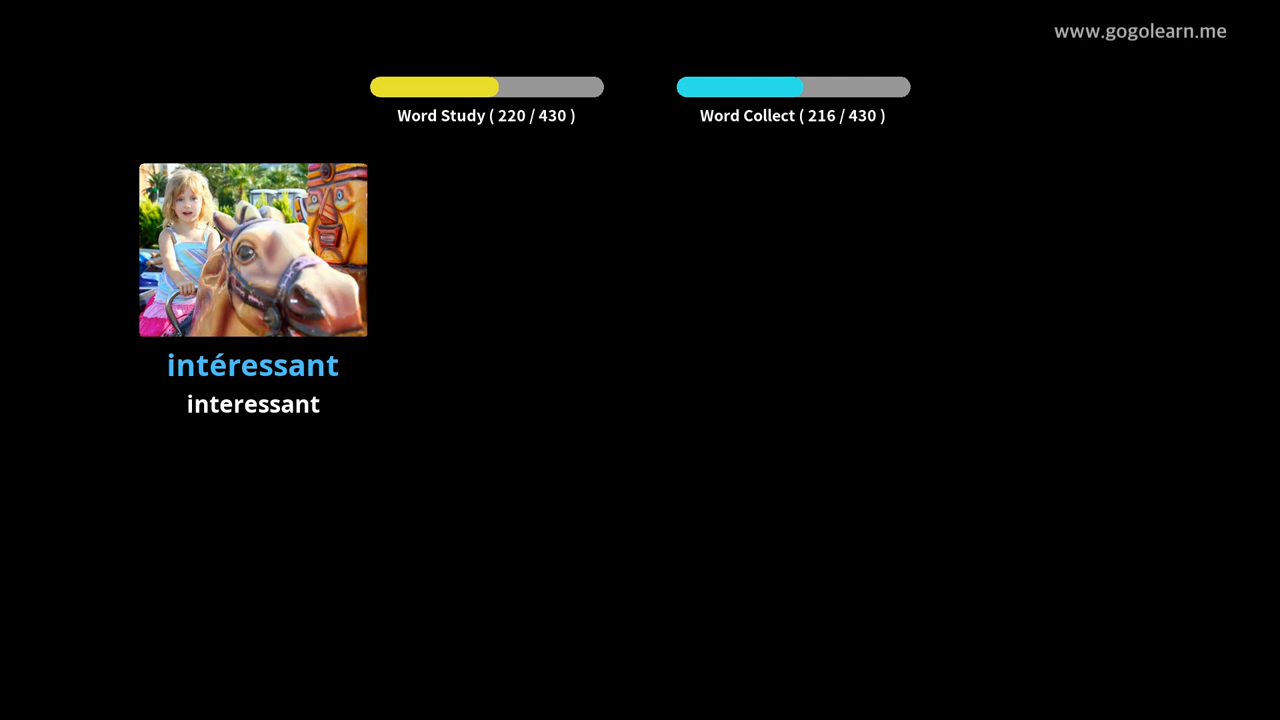 www.gogolearn.me
Word Study ( 220 / 430 )
Word Collect ( 216 / 430 )
intéressant
interessant